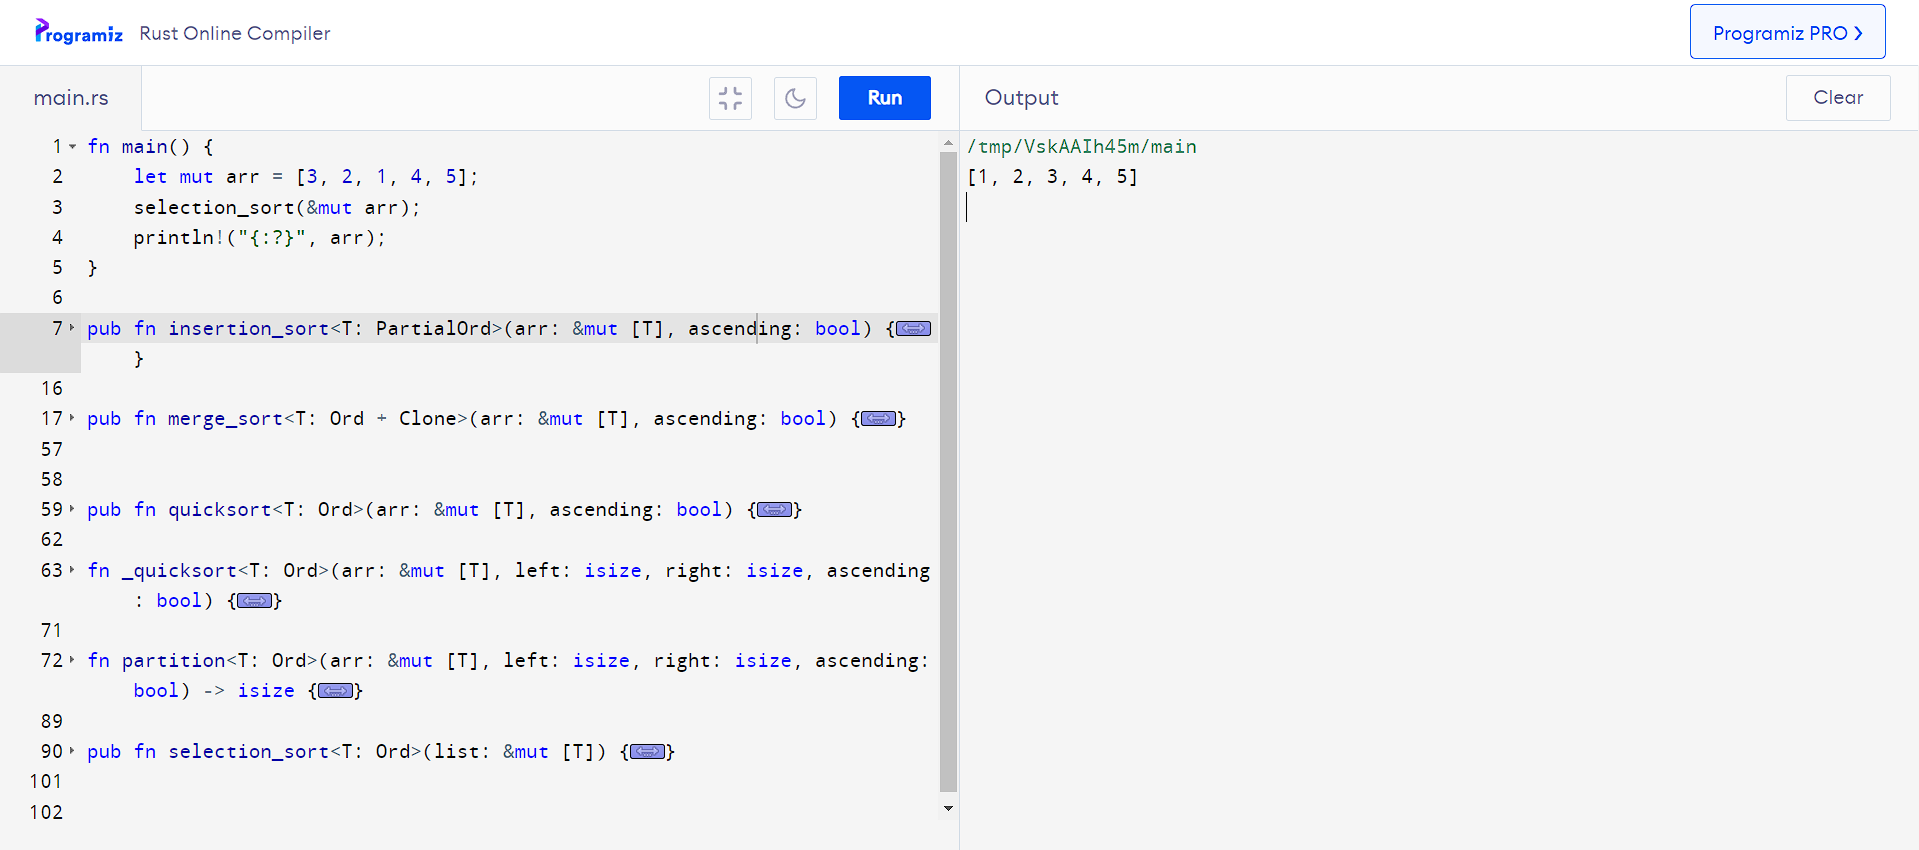 Programiz Rust Online Compiler Programiz PRO ❯
main.rs Run Output Clear
1 fn main() {
2     let mut arr = [3, 2, 1, 4, 5];
3     selection_sort(&mut arr);
4     println!("{:?}", arr);
5 }
6
7 pub fn insertion_sort<T: PartialOrd>(arr: &mut [T], ascending: bool) {
    }
16
17 pub fn merge_sort<T: Ord + Clone>(arr: &mut [T], ascending: bool) {}
57
58
59 pub fn quicksort<T: Ord>(arr: &mut [T], ascending: bool) {}
62
63 fn _quicksort<T: Ord>(arr: &mut [T], left: isize, right: isize, ascending
    : bool) {}
71
72 fn partition<T: Ord>(arr: &mut [T], left: isize, right: isize, ascending:
    bool) -> isize {}
89
90 pub fn selection_sort<T: Ord>(list: &mut [T]) {}
101
102
/tmp/VskAAIh45m/main
[1, 2, 3, 4, 5]